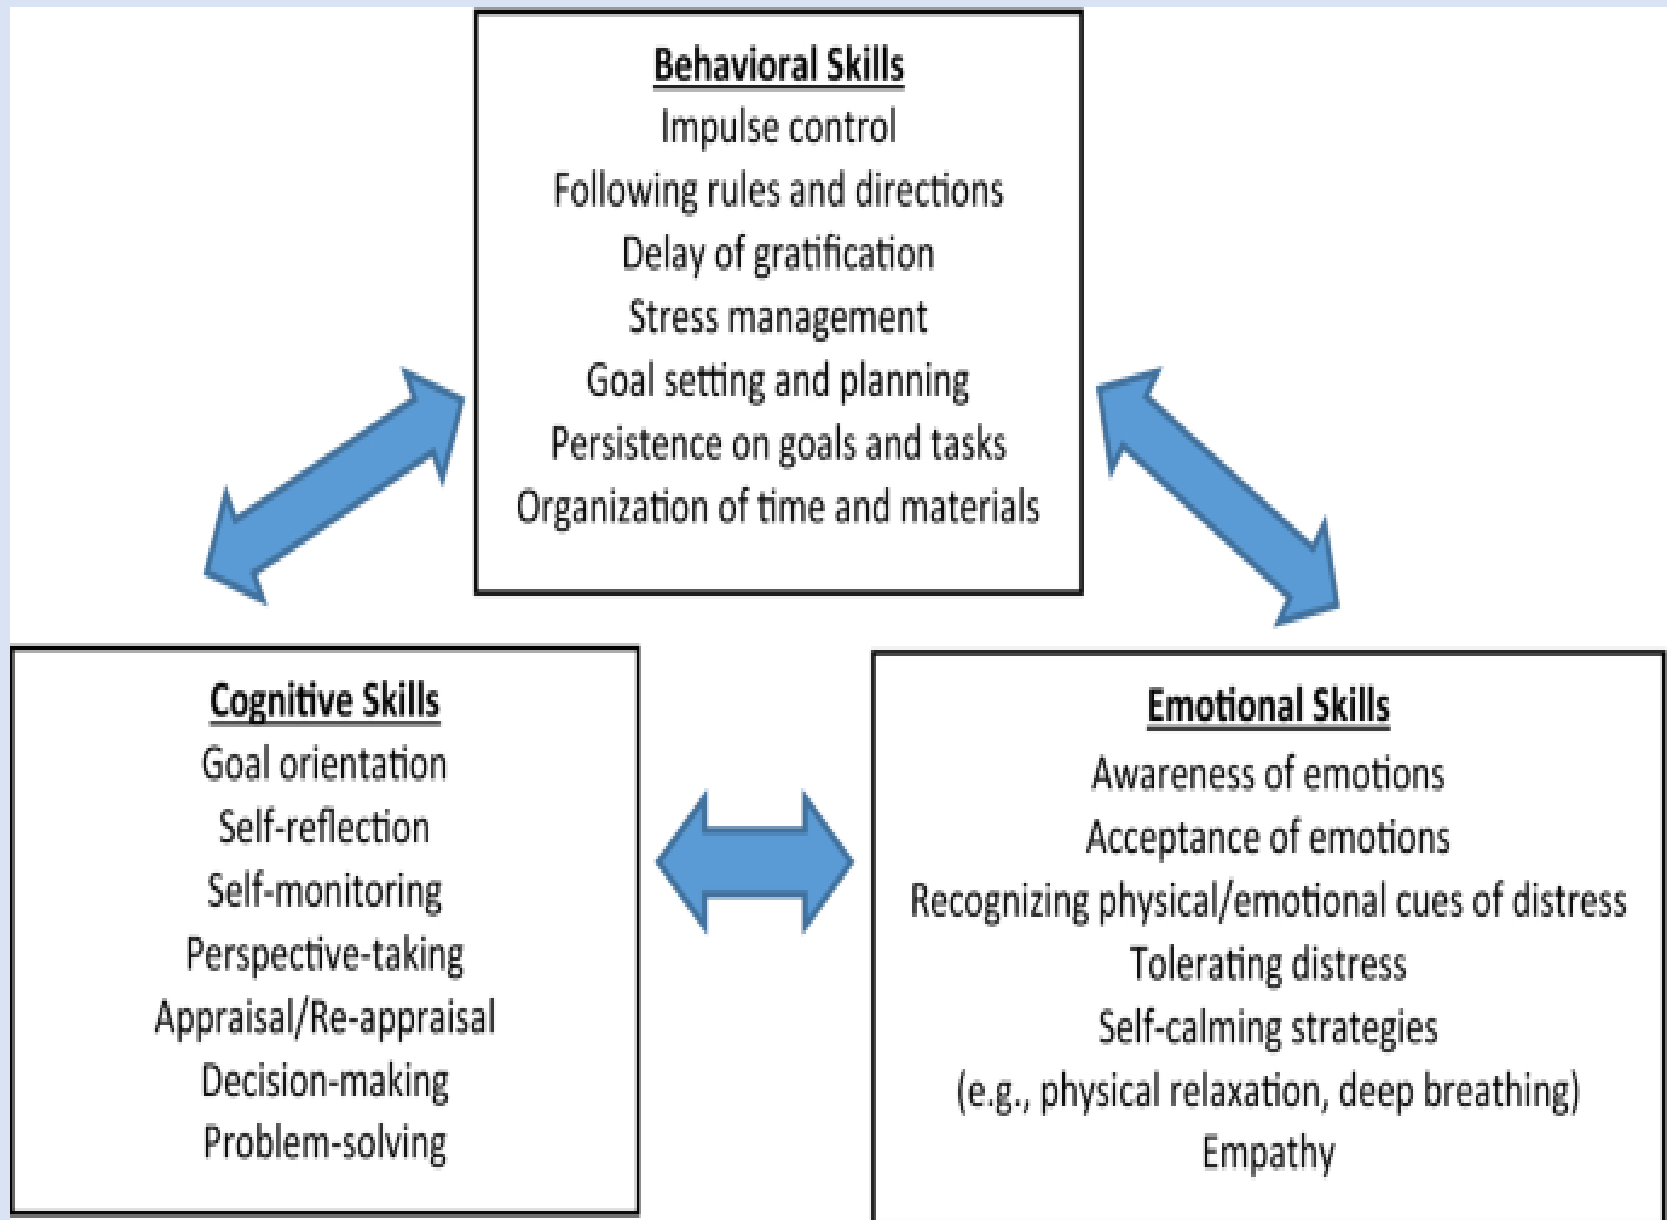 Behavioral Skills
Impulse control
Following rules and directions
Delay of gratification
Stress management
Goal setting and planning
Persistence on goals and tasks
Organization of time and materials
Cognitive Skills
Goal orientation
Self-reflection
Self-monitoring
Perspective-taking
Appraisal/Re-appraisal
Decision-making
Problem-solving
Emotional Skills
Awareness of emotions
Acceptance of emotions
Recognizing physical/emotional cues of distress
Tolerating distress
Self-calming strategies
(e.g., physical relaxation, deep breathing)
Empathy